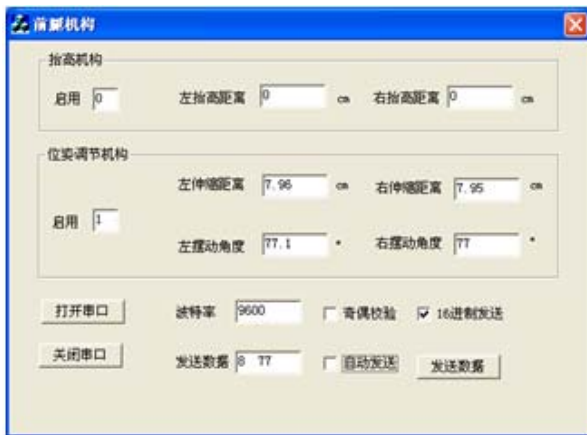 前腿机构
抬高机构
启用 0 左抬高距离 0 cm 右抬高距离 0 cm
位姿调节机构
左伸缩距离 7.96 cm 右伸缩距离 7.95 cm
启用 1
左摆动角度 77.1 ° 右摆动角度 77 °
打开串口 波特率 9600 奇偶校验 16进制发送
关闭串口 发送数据 8 77 自动发送 发送数据